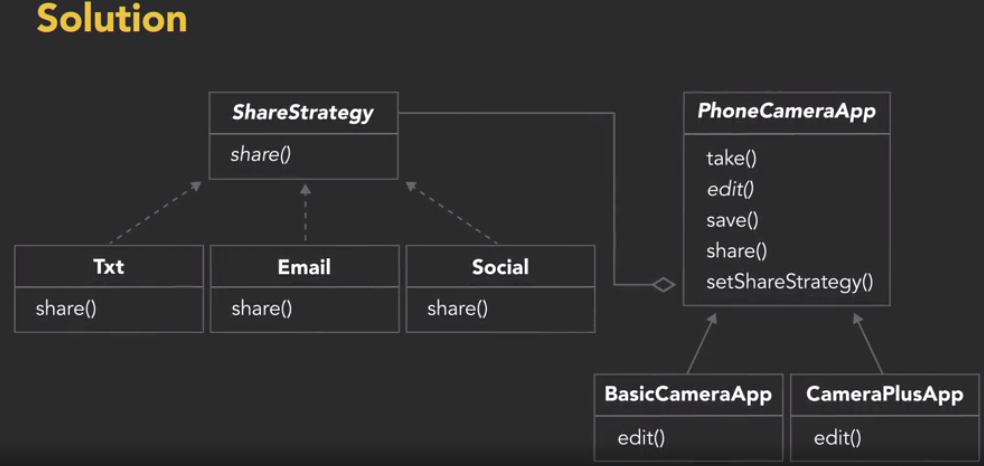 Solution
ShareStrategy
share()
Txt
share()
Email
share()
Social
share()
PhoneCameraApp
take()
edit()
save()
share()
setShareStrategy()
BasicCameraApp
edit()
CameraPlusApp
edit()